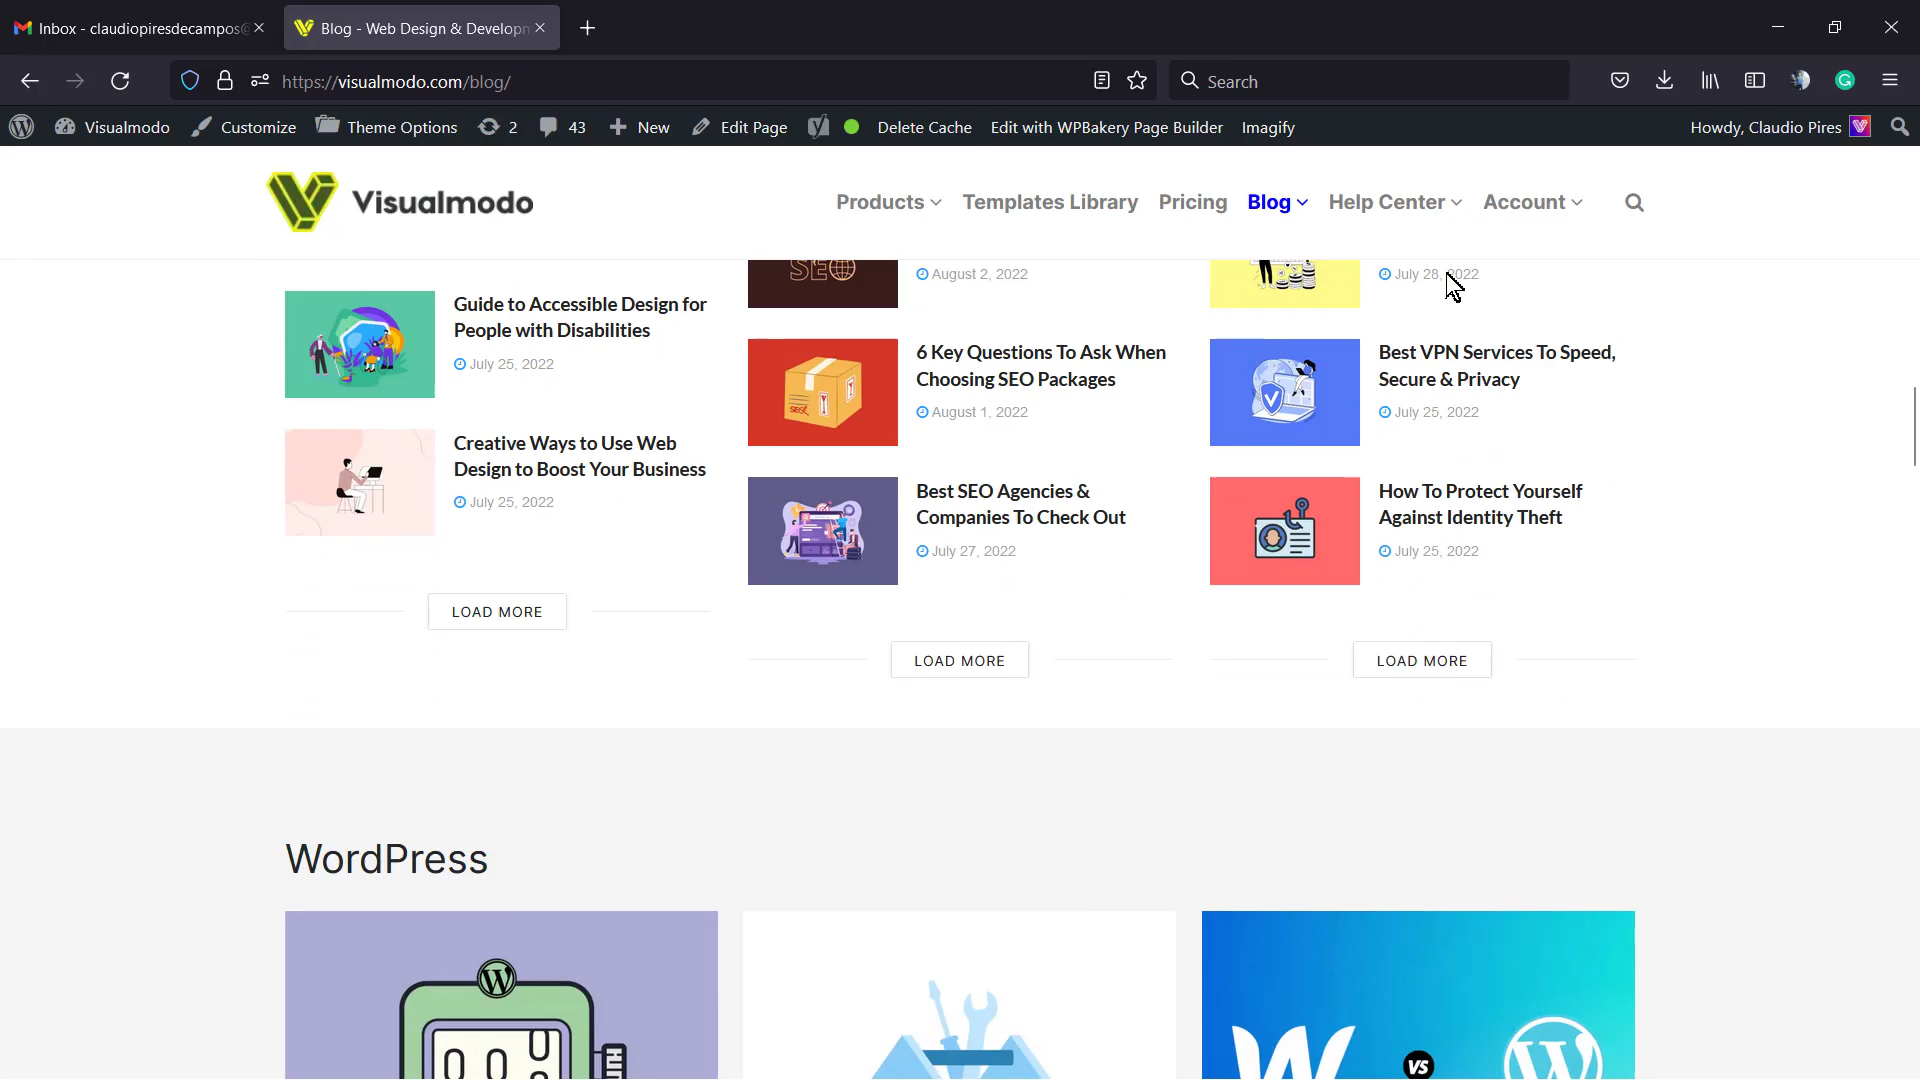 Inbox - claudiopiresdecampos@
Blog - Web Design & Developm
https://visualmodo.com/blog/
Search
Visualmodo
Customize
Theme Options
2
43
New
Edit Page
Delete Cache
Edit with WPBakery Page Builder
Imagify
Howdy, Claudio Pires
Visualmodo
Products
Templates Library
Pricing
Blog
Help Center
Account
Guide to Accessible Design for
People with Disabilities
July 25, 2022
Creative Ways to Use Web
Design to Boost Your Business
July 25, 2022
LOAD MORE
SEO
August 2, 2022
6 Key Questions To Ask When
Choosing SEO Packages
August 1, 2022
Best SEO Agencies &
Companies To Check Out
July 27, 2022
LOAD MORE
July 28, 2022
Best VPN Services To Speed,
Secure & Privacy
July 25, 2022
How To Protect Yourself
Against Identity Theft
July 25, 2022
LOAD MORE
WordPress
0 0 0
VS